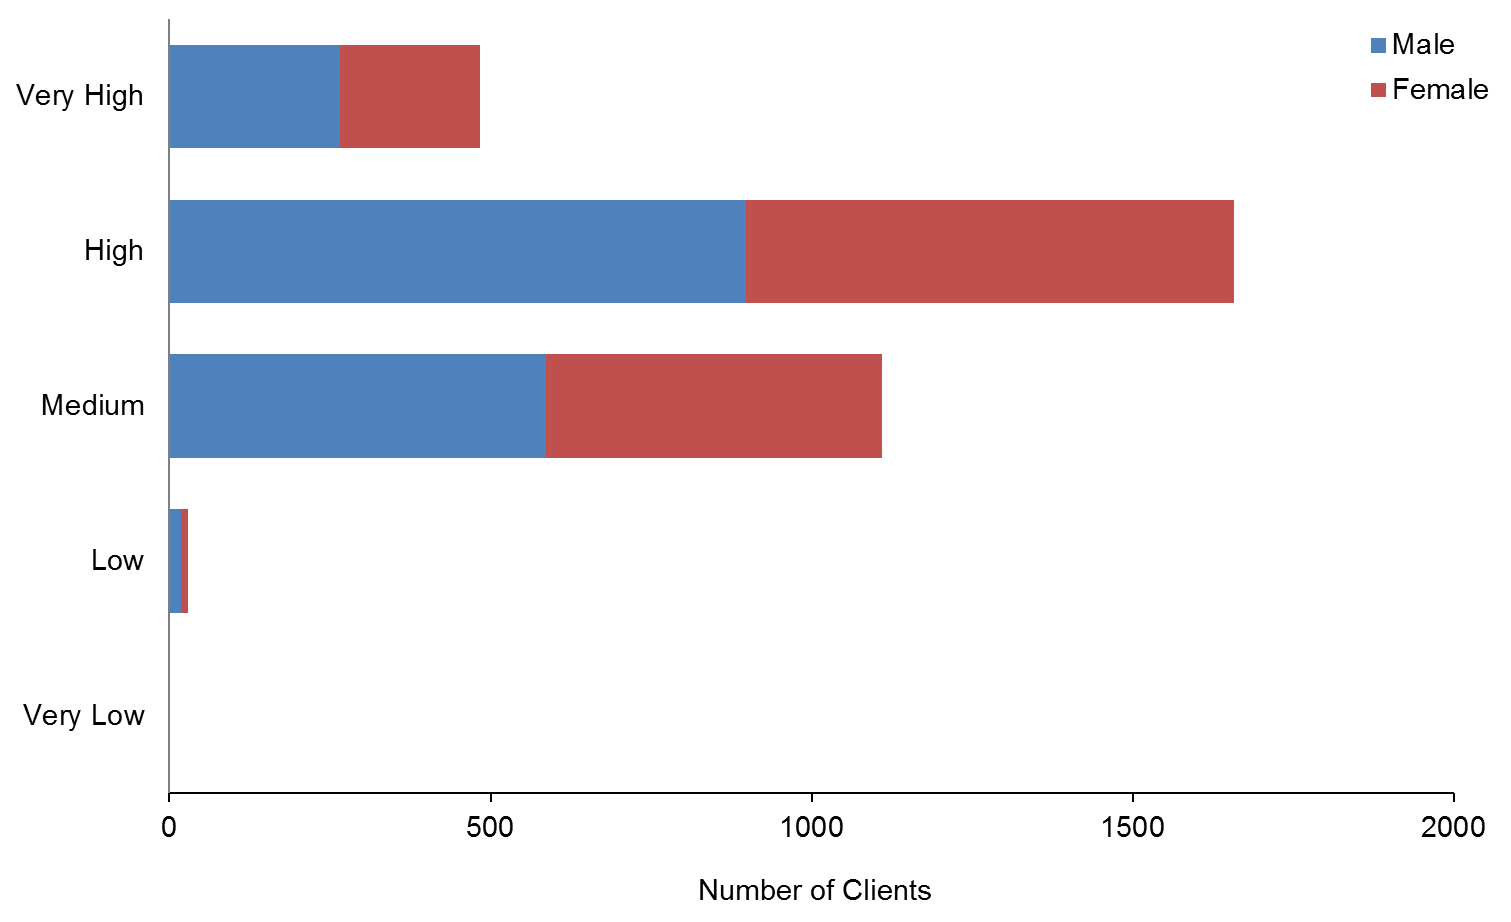 Male
Female
Very High
High
Medium
Low
Very Low
0 500 1000 1500 2000
Number of Clients